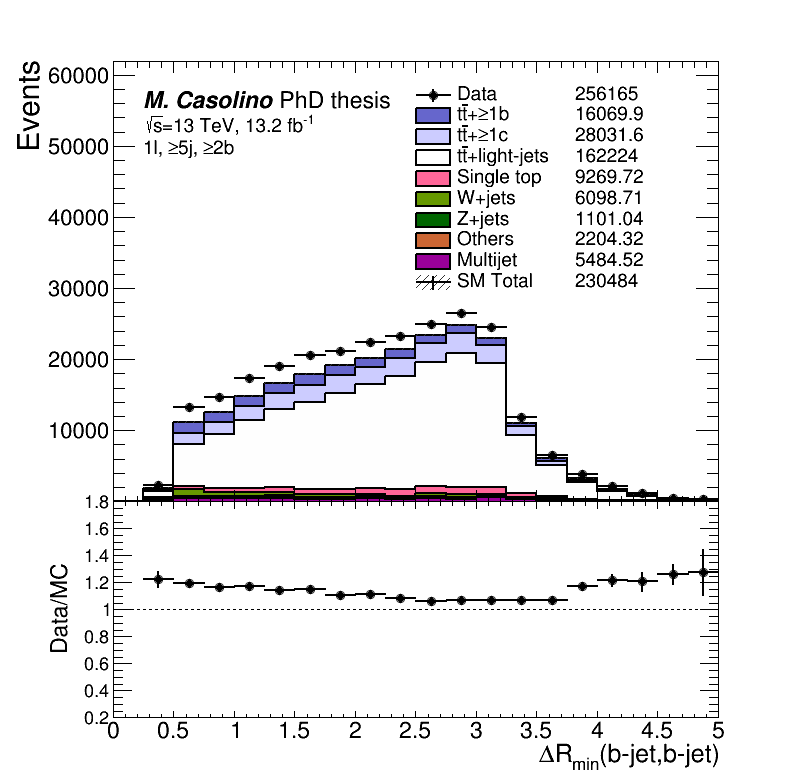 Events
60000
50000
40000
30000
20000
10000
M. Casolino PhD thesis
√s=13 TeV, 13.2 fb⁻¹
1l, ≥5j, ≥2b
Data 256165
tt̄+≥1b 16069.9
tt̄+≥1c 28031.6
tt̄+light-jets 162224
Single top 9269.72
W+jets 6098.71
Z+jets 1101.04
Others 2204.32
Multijet 5484.52
SM Total 230484
Data/MC
1.8
1.6
1.4
1.2
1
0.8
0.6
0.4
0.2
0 0.5 1 1.5 2 2.5 3 3.5 4 4.5 5
ΔR_min(b-jet,b-jet)